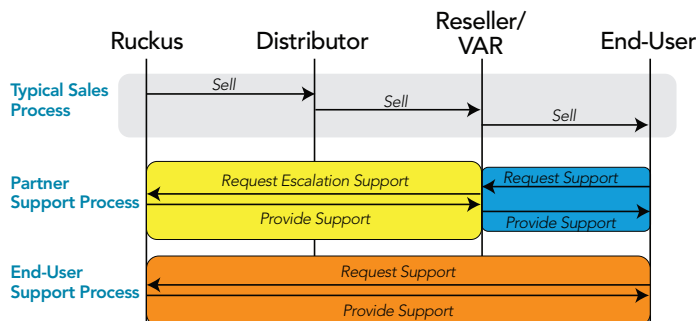 Reseller/
Ruckus Distributor VAR End-User
Typical Sales
Process
Sell
Sell
Sell
Partner
Support Process
Request Escalation Support
Provide Support
Request Support
Provide Support
End-User
Support Process
Request Support
Provide Support